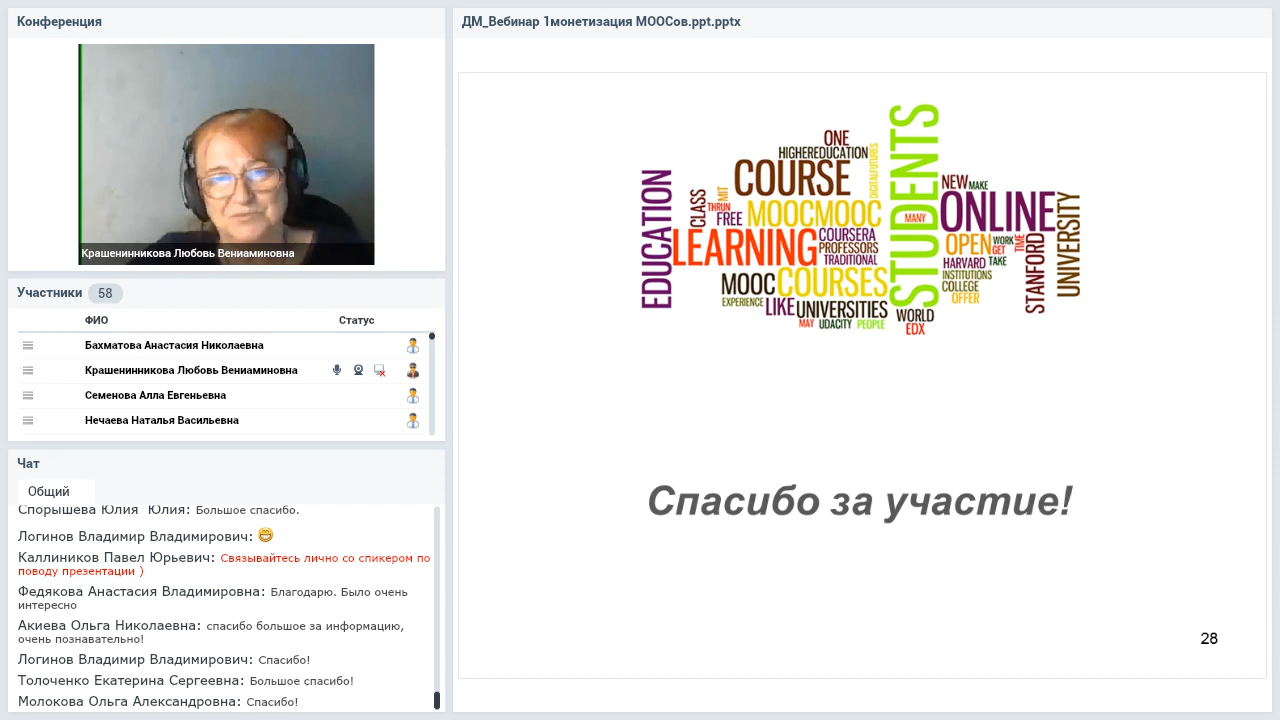 Конференция
Крашенинникова Любовь Вениаминовна
Участники 58
ФИО Статус
Бахматова Анастасия Николаевна
Крашенинникова Любовь Вениаминовна
Семенова Алла Евгеньевна
Нечаева Наталья Васильевна
Чат
Общий
Спорышева Юлия Юлия: Большое спасибо.
Логинов Владимир Владимирович:
Каллиников Павел Юрьевич: Связывайтесь лично со спикером по
поводу презентации )
Федякова Анастасия Владимировна: Благодарю. Было очень
интересно
Акиева Ольга Николаевна: спасибо большое за информацию,
очень познавательно!
Логинов Владимир Владимирович: Спасибо!
Толоченко Екатерина Сергеевна: Большое спасибо!
Молокова Ольга Александровна: Спасибо!
ДМ_Вебинар 1монетизация МООСов.ppt.pptx
EDUCATION
CLASS
MIT
THRUN
FREE
ONE
HIGHEREDUCATION
DIGITALFUTURES
COURSE
MOOCMOOC
LEARNING
COURSERA
PROFESSORS
TRADITIONAL
MOOC
COURSES
EXPERIENCE
LIKE
UNIVERSITIES
MAY
UDACITY
PEOPLE
STUDENTS
MANY
WORLD
EDX
NEW
MAKE
ONLINE
OPEN
WORK
GET
TIME
HARVARD
TAKE
INSTITUTIONS
COLLEGE
OFFER
STANFORD
UNIVERSITY
Спасибо за участие!
28